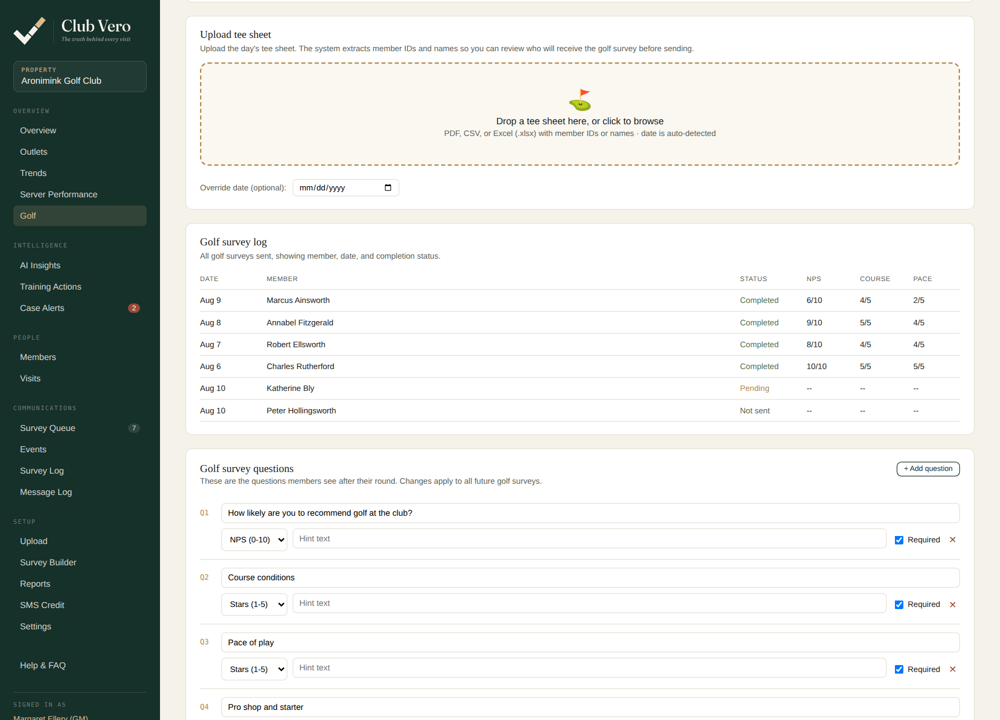 Club Vero
The truth behind every visit
PROPERTY
Aronimink Golf Club
OVERVIEW
Overview
Outlets
Trends
Server Performance
Golf
INTELLIGENCE
AI Insights
Training Actions
Case Alerts 2
PEOPLE
Members
Visits
COMMUNICATIONS
Survey Queue 7
Events
Survey Log
Message Log
SETUP
Upload
Survey Builder
Reports
SMS Credit
Settings
Help & FAQ
SIGNED IN AS
Margaret Ellery (GM)
Upload tee sheet
Upload the day's tee sheet. The system extracts member IDs and names so you can review who will receive the golf survey before sending.
Drop a tee sheet here, or click to browse
PDF, CSV, or Excel (.xlsx) with member IDs or names · date is auto-detected
Override date (optional): mm/dd/yyyy
Golf survey log
All golf surveys sent, showing member, date, and completion status.
DATE MEMBER STATUS NPS COURSE PACE
Aug 9 Marcus Ainsworth Completed 6/10 4/5 2/5
Aug 8 Annabel Fitzgerald Completed 9/10 5/5 4/5
Aug 7 Robert Ellsworth Completed 8/10 4/5 4/5
Aug 6 Charles Rutherford Completed 10/10 5/5 5/5
Aug 10 Katherine Bly Pending -- -- --
Aug 10 Peter Hollingsworth Not sent -- -- --
Golf survey questions
+ Add question
These are the questions members see after their round. Changes apply to all future golf surveys.
Q1 How likely are you to recommend golf at the club?
NPS (0-10) Hint text Required ✕
Q2 Course conditions
Stars (1-5) Hint text Required ✕
Q3 Pace of play
Stars (1-5) Hint text Required ✕
Q4 Pro shop and starter